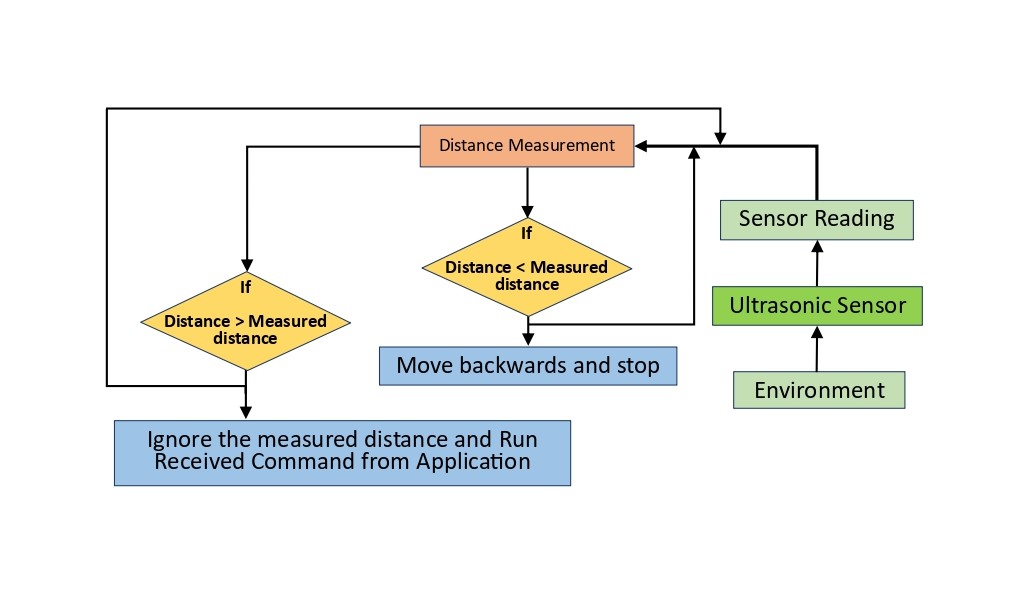 Distance Measurement
Sensor Reading
If
Distance < Measured
distance
If
Distance > Measured
distance
Ultrasonic Sensor
Move backwards and stop
Environment
Ignore the measured distance and Run
Received Command from Application